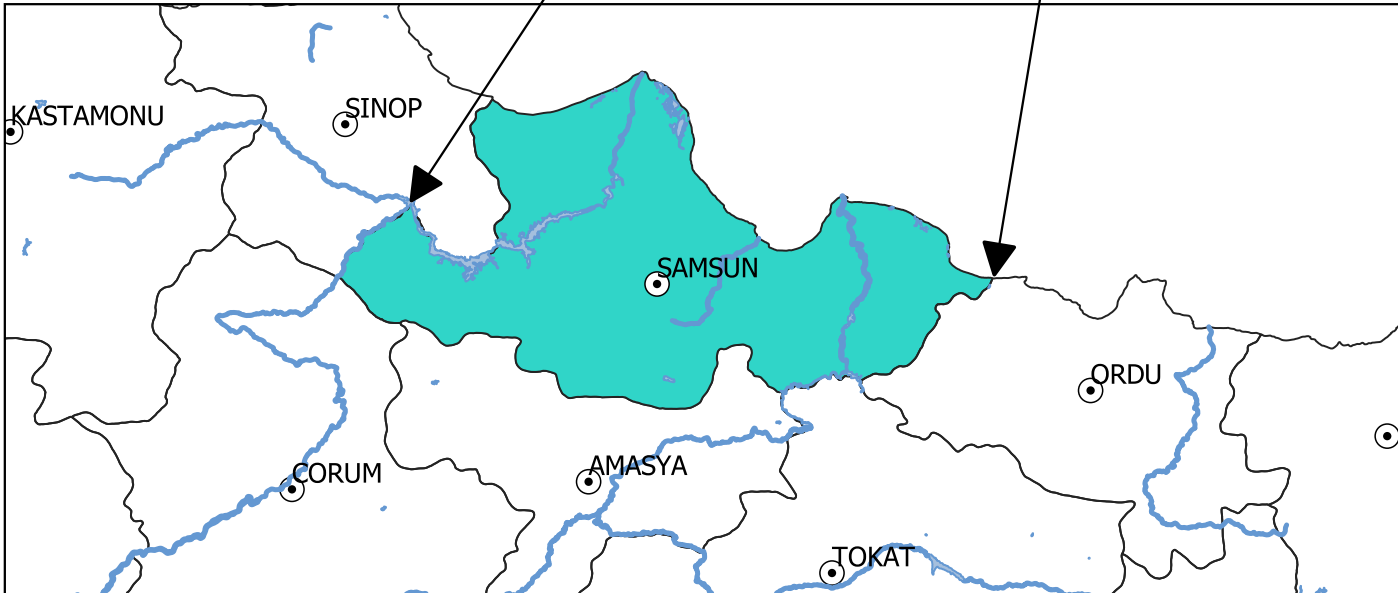 KASTAMONU
SINOP
SAMSUN
ORDU
CORUM
AMASYA
TOKAT